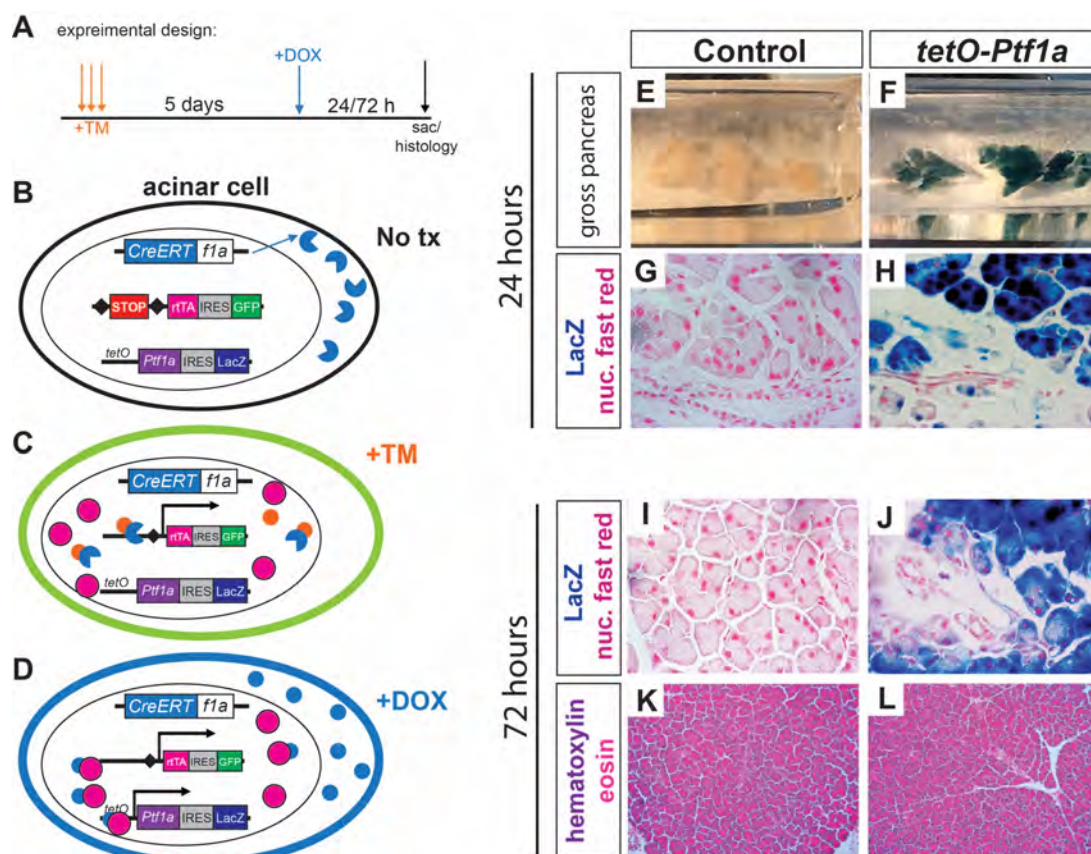 A
expreimental design:
+TM
5 days
+DOX
24/72 h
sac/
histology
B
acinar cell
No tx
CreERT f1a
STOP rtTA IRES GFP
tetO
Ptf1a IRES LacZ
C
+TM
CreERT f1a
rtTA IRES GFP
tetO
Ptf1a IRES LacZ
D
+DOX
CreERT f1a
rtTA IRES GFP
tetO
Ptf1a IRES LacZ
Control
tetO-Ptf1a
24 hours
gross pancreas
E
F
LacZ
nuc. fast red
G
H
72 hours
LacZ
nuc. fast red
I
J
hematoxylin
eosin
K
L